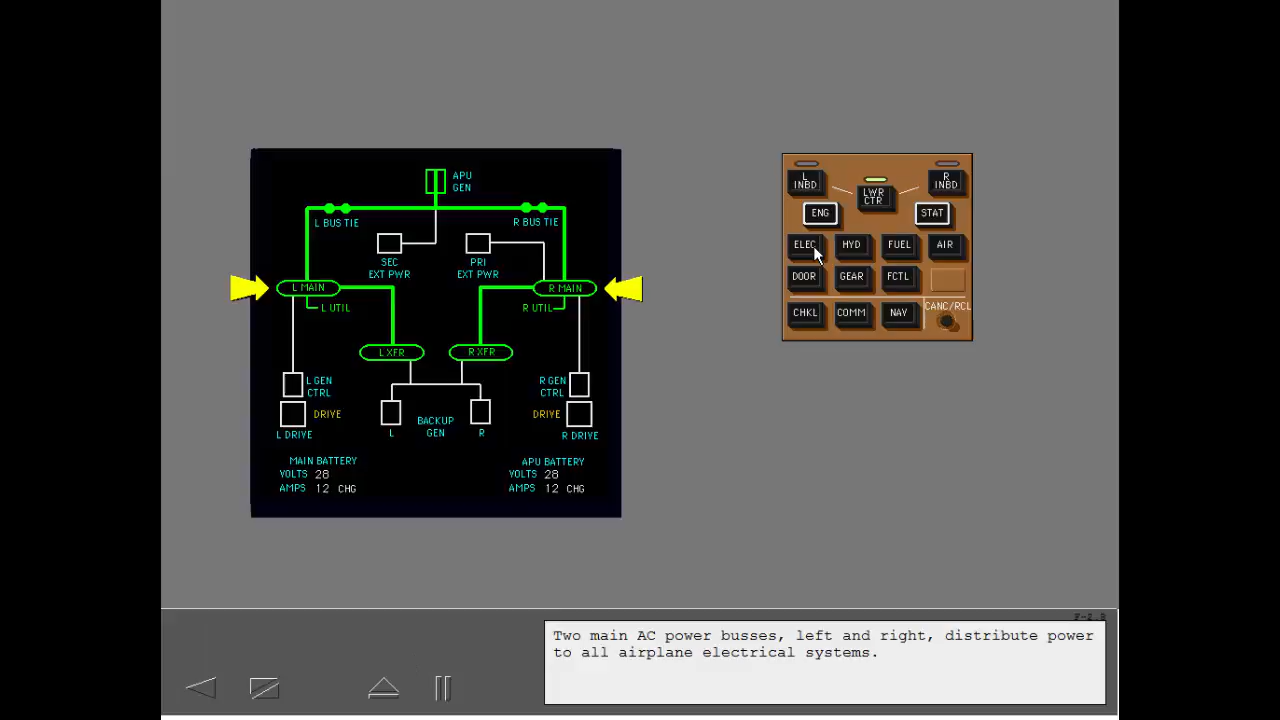 APU
GEN
L BUS TIE
R BUS TIE
SEC
EXT PWR
PRI
EXT PWR
L MAIN
R MAIN
L UTIL
R UTIL
L XFR
R XFR
L GEN
CTRL
R GEN
CTRL
DRIVE
DRIVE
L DRIVE
L
BACKUP
GEN
R
R DRIVE
MAIN BATTERY
VOLTS 28
AMPS 12 CHG
APU BATTERY
VOLTS 28
AMPS 12 CHG
L
INBD
LWR
CTR
R
INBD
ENG
STAT
ELEC
HYD
FUEL
AIR
DOOR
GEAR
FCTL
CHKL
COMM
NAV
CANC/RCL
Two main AC power busses, left and right, distribute power
to all airplane electrical systems.